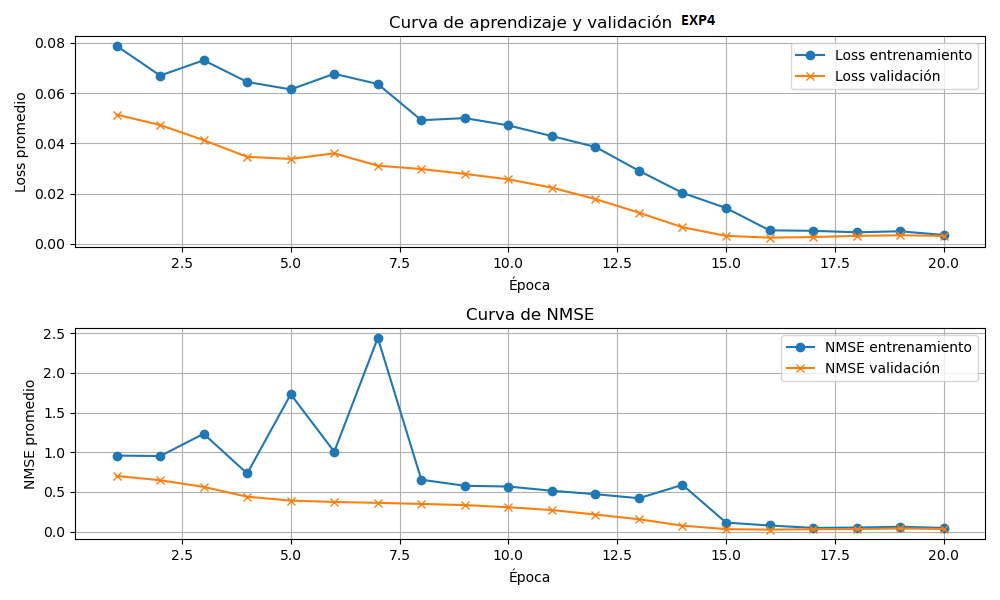 Curva de aprendizaje y validación EXP4
0.08
0.06
0.04
0.02
0.00
Loss promedio
Loss entrenamiento
Loss validación
2.5 5.0 7.5 10.0 12.5 15.0 17.5 20.0
Época
Curva de NMSE
2.5
2.0
1.5
1.0
0.5
0.0
NMSE promedio
NMSE entrenamiento
NMSE validación
2.5 5.0 7.5 10.0 12.5 15.0 17.5 20.0
Época